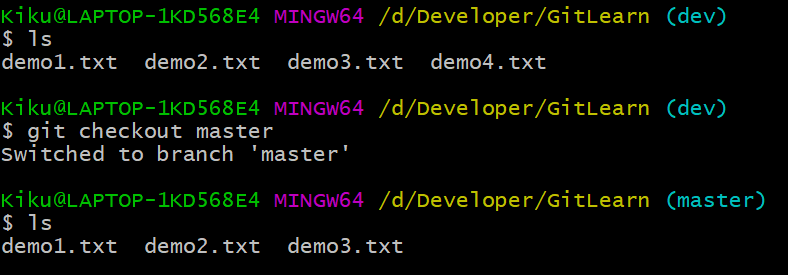 Kiku@LAPTOP-1KD568E4 MINGW64 /d/Developer/GitLearn (dev)
$ ls
demo1.txt  demo2.txt  demo3.txt  demo4.txt
Kiku@LAPTOP-1KD568E4 MINGW64 /d/Developer/GitLearn (dev)
$ git checkout master
Switched to branch 'master'
Kiku@LAPTOP-1KD568E4 MINGW64 /d/Developer/GitLearn (master)
$ ls
demo1.txt  demo2.txt  demo3.txt